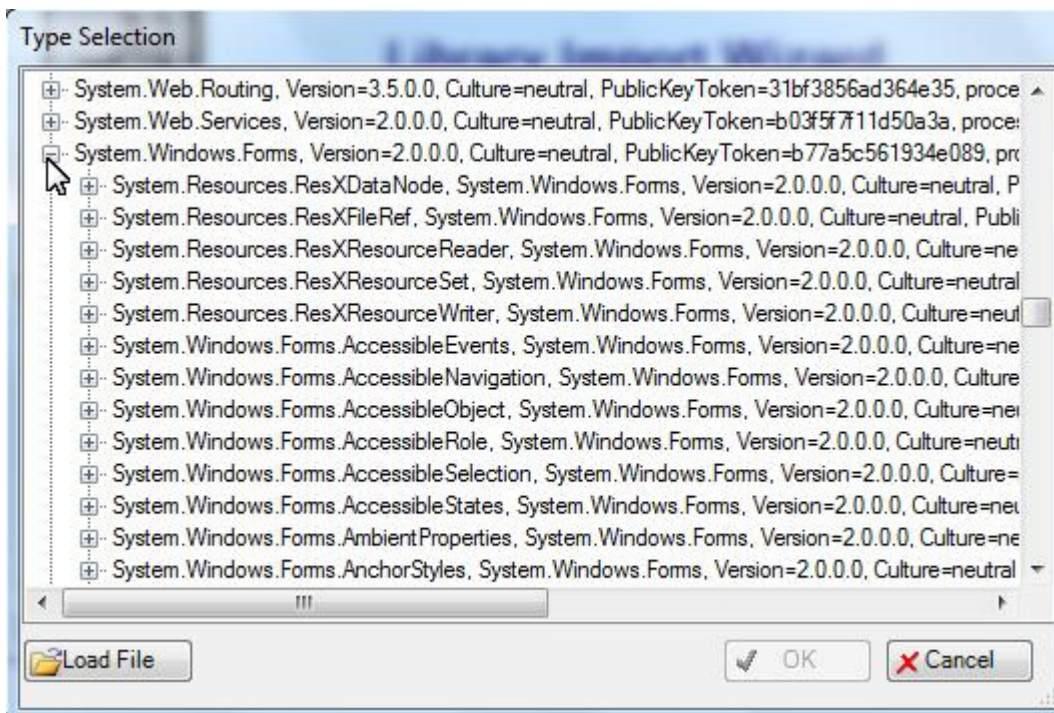 Type Selection
Library Import Wizard
System.Web.Routing, Version=3.5.0.0, Culture=neutral, PublicKeyToken=31bf3856ad364e35, proce
System.Web.Services, Version=2.0.0.0, Culture=neutral, PublicKeyToken=b03f5f7f11d50a3a, proces
System.Windows.Forms, Version=2.0.0.0, Culture=neutral, PublicKeyToken=b77a5c561934e089, pro
System.Resources.ResXDataNode, System.Windows.Forms, Version=2.0.0.0, Culture=neutral, P
System.Resources.ResXFileRef, System.Windows.Forms, Version=2.0.0.0, Culture=neutral, Publi
System.Resources.ResXResourceReader, System.Windows.Forms, Version=2.0.0.0, Culture=ne
System.Resources.ResXResourceSet, System.Windows.Forms, Version=2.0.0.0, Culture=neutral
System.Resources.ResXResourceWriter, System.Windows.Forms, Version=2.0.0.0, Culture=neut
System.Windows.Forms.AccessibleEvents, System.Windows.Forms, Version=2.0.0.0, Culture=ne
System.Windows.Forms.AccessibleNavigation, System.Windows.Forms, Version=2.0.0.0, Culture
System.Windows.Forms.AccessibleObject, System.Windows.Forms, Version=2.0.0.0, Culture=neu
System.Windows.Forms.AccessibleRole, System.Windows.Forms, Version=2.0.0.0, Culture=neutr
System.Windows.Forms.AccessibleSelection, System.Windows.Forms, Version=2.0.0.0, Culture=
System.Windows.Forms.AccessibleStates, System.Windows.Forms, Version=2.0.0.0, Culture=neu
System.Windows.Forms.AmbientProperties, System.Windows.Forms, Version=2.0.0.0, Culture=ne
System.Windows.Forms.AnchorStyles, System.Windows.Forms, Version=2.0.0.0, Culture=neutral
Load File
OK
Cancel